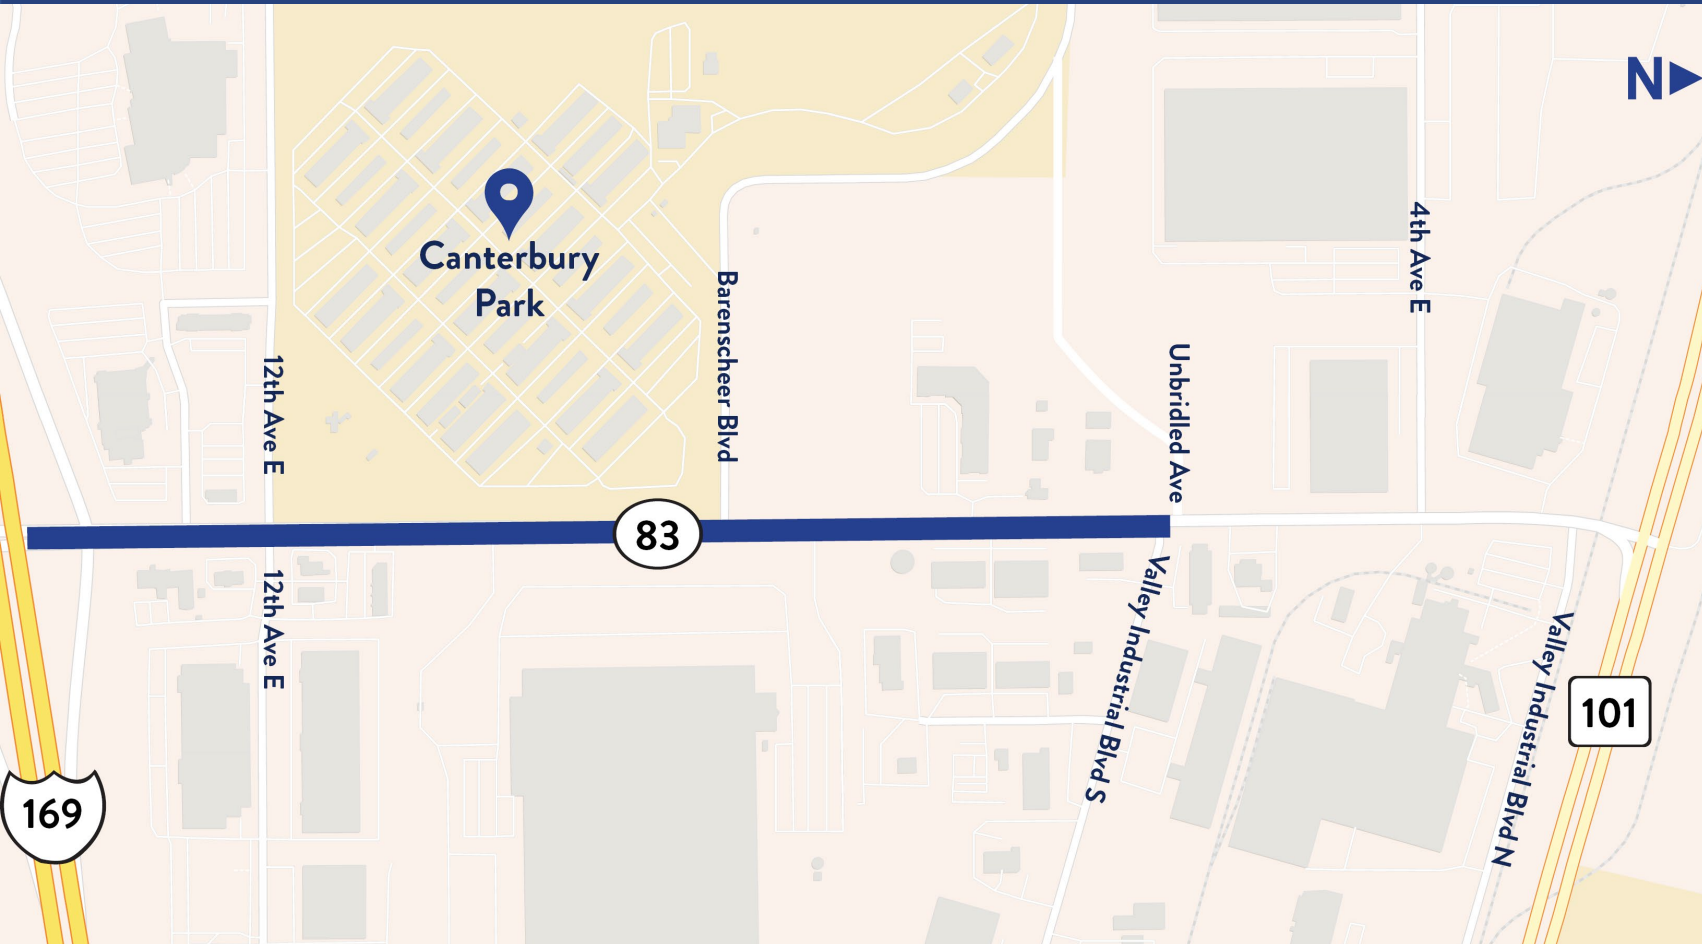 N
4th Ave E
Canterbury
Park
Barenscheer Blvd
Unbridled Ave
12th Ave E
83
12th Ave E
Valley Industrial Blvd S
Valley Industrial Blvd N
101
169